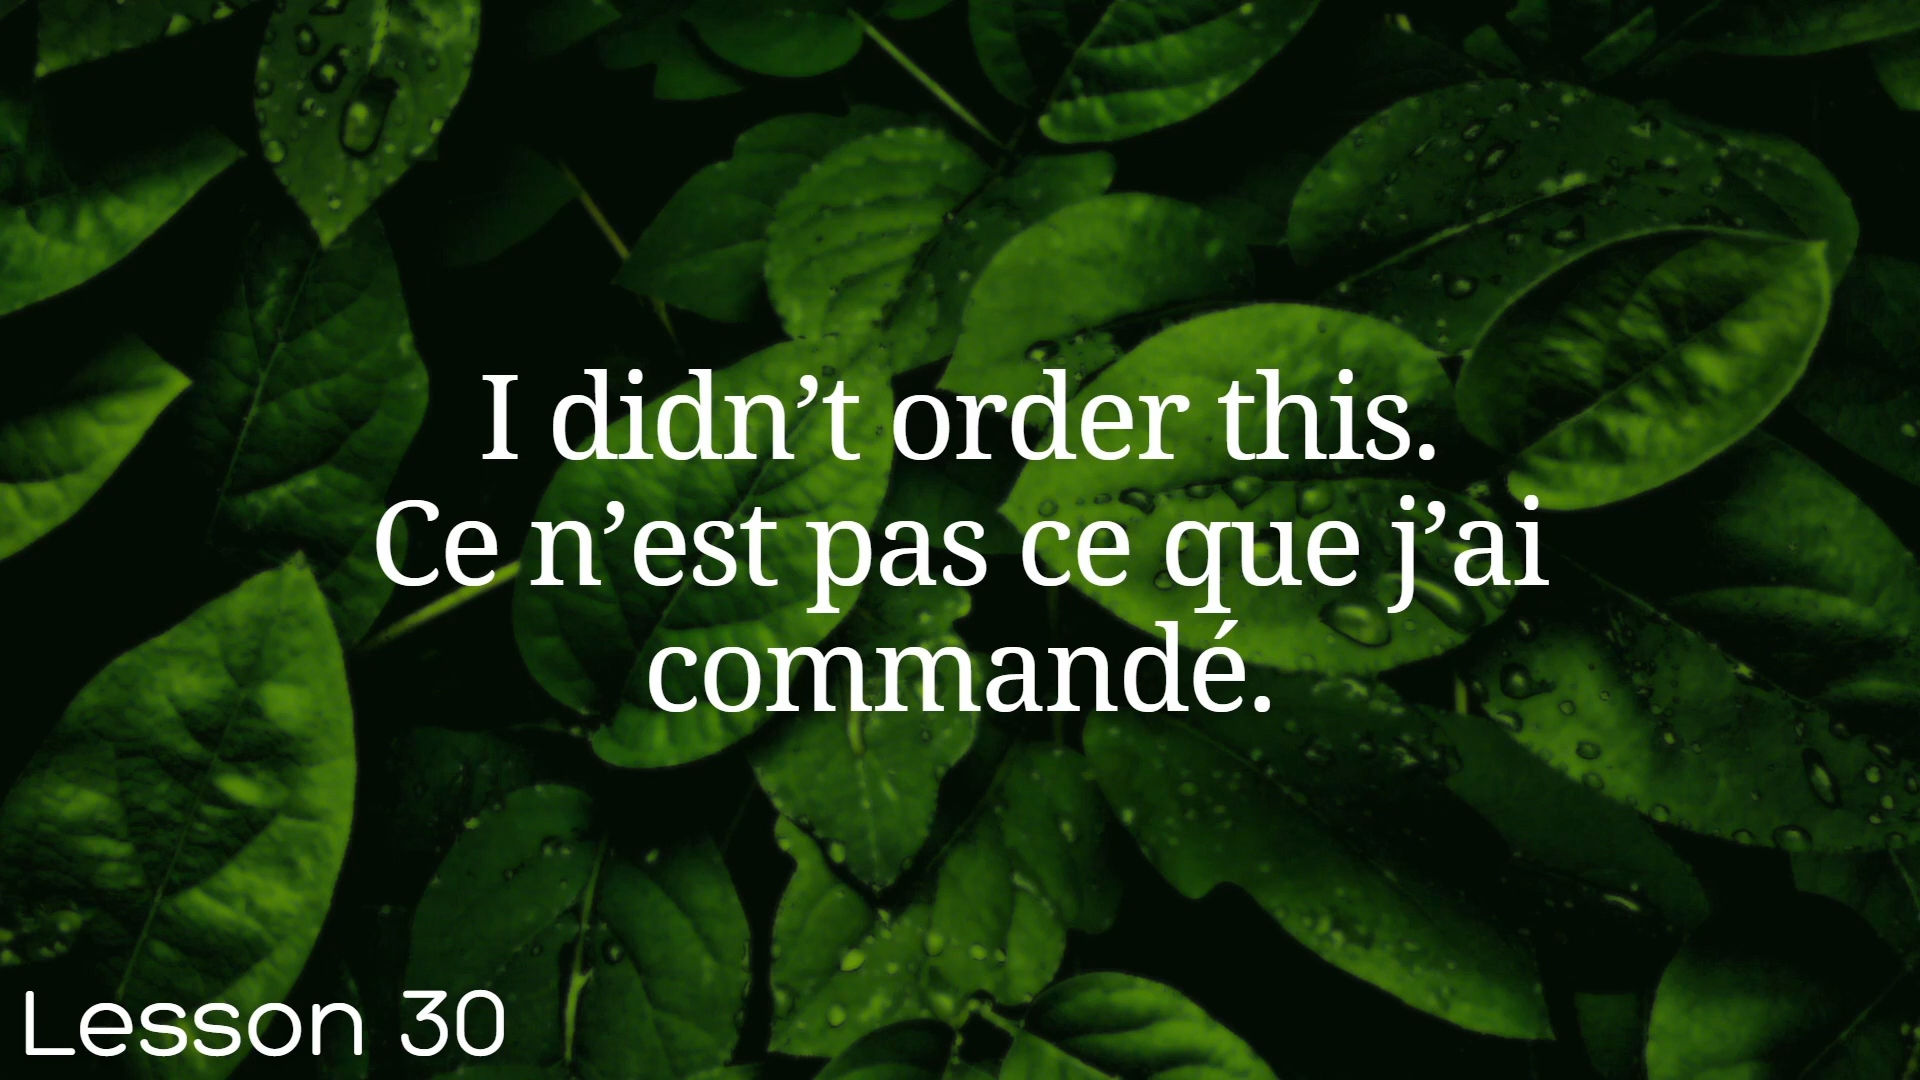 I didn’t order this.
Ce n’est pas ce que j’ai
commandé.
Lesson 30